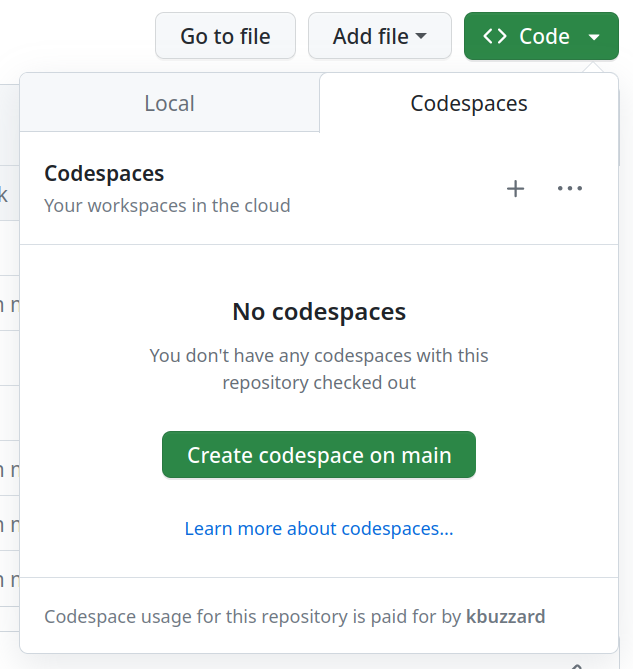 Go to file
Add file
Code
Local
Codespaces
Codespaces
Your workspaces in the cloud
No codespaces
You don't have any codespaces with this
repository checked out
Create codespace on main
Learn more about codespaces...
Codespace usage for this repository is paid for by kbuzzard